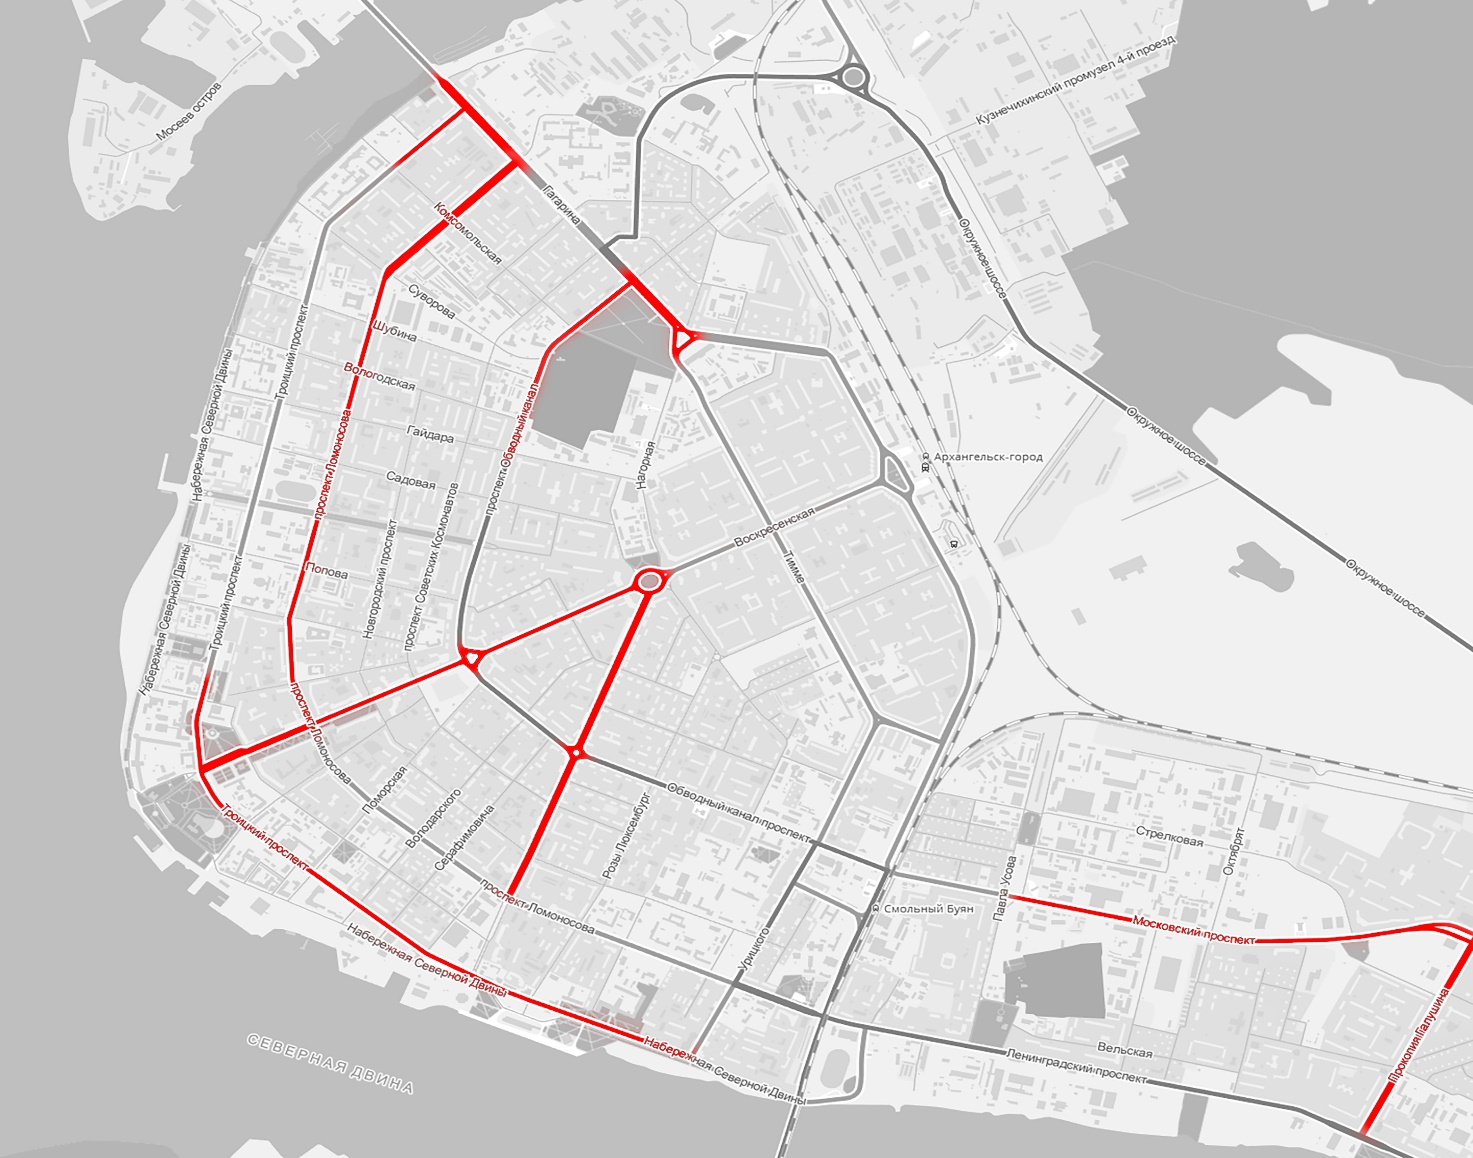 Мосеев остров
Кузнечихинский промузел 4-й проезд
Гагарина
Комсомольская
Окружное шоссе
Суворова
Шубина
Троицкий проспект
Вологодская
Набережная Северной Двины
проспект Ломоносова
проспект Обводный канал
Гайдара
Окружное шоссе
Нагорная
Архангельск-город
Садовая
проспект Советских Космонавтов
Новгородский проспект
Воскресенская
Тимме
Попова
Окружное шоссе
Троицкий проспект
Набережная Северной Двины
проспект Ломоносова
Поморская
Володарского
Серафимовича
Обводный канал проспект
Розы Люксембург
Троицкий проспект
Стрелковая
Октябрят
Павла Усова
проспект Ломоносова
Смольный Буян
Московский проспект
Урицкого
Набережная Северной Двины
СЕВЕРНАЯ ДВИНА
Набережная Северной Двины
Вельская
Ленинградский проспект
Прокопия Галушина